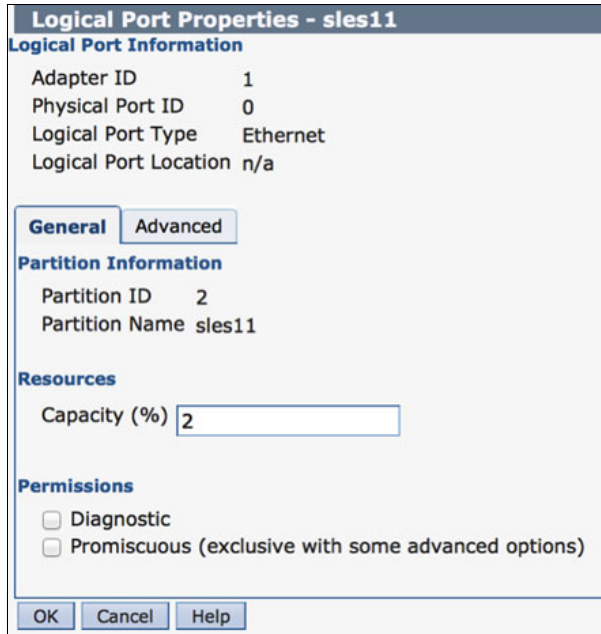 Logical Port Properties - sles11
Logical Port Information
Adapter ID 1
Physical Port ID 0
Logical Port Type Ethernet
Logical Port Location n/a
General Advanced
Partition Information
Partition ID 2
Partition Name sles11
Resources
Capacity (%) 2
Permissions
Diagnostic
Promiscuous (exclusive with some advanced options)
OK Cancel Help